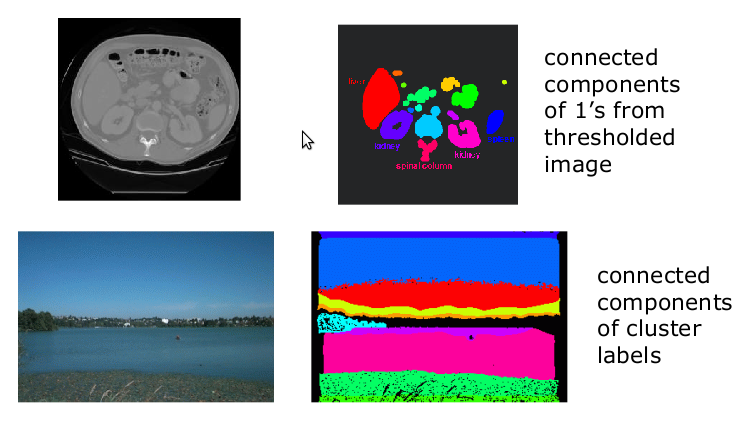 connected
components
of 1's from
thresholded
image
liver
kidney
kidney
spinal column
connected
components
of cluster
labels